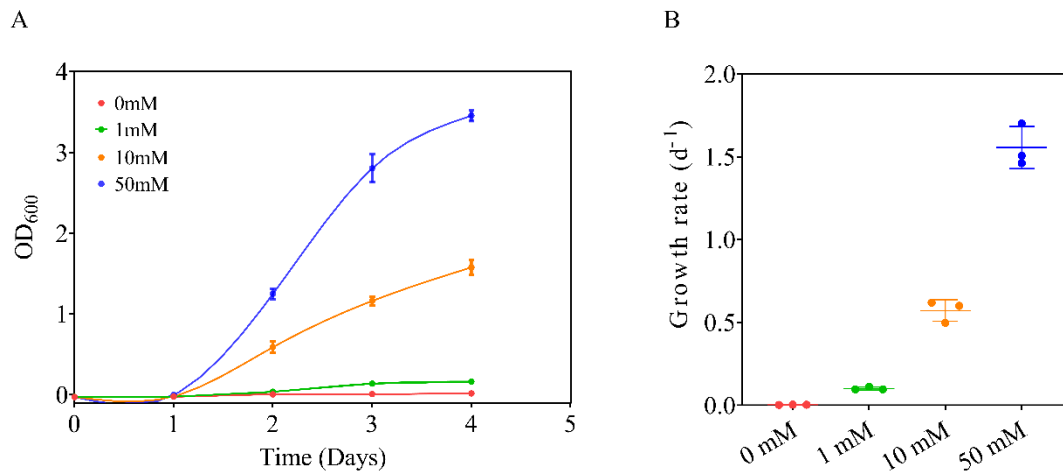 A
B
OD₆₀₀
4
3
2
1
0
0mM
1mM
10mM
50mM
0 1 2 3 4 5
Time (Days)
Growth rate (d⁻¹)
2.0
1.5
1.0
0.5
0.0
0 mM 1 mM 10 mM 50 mM